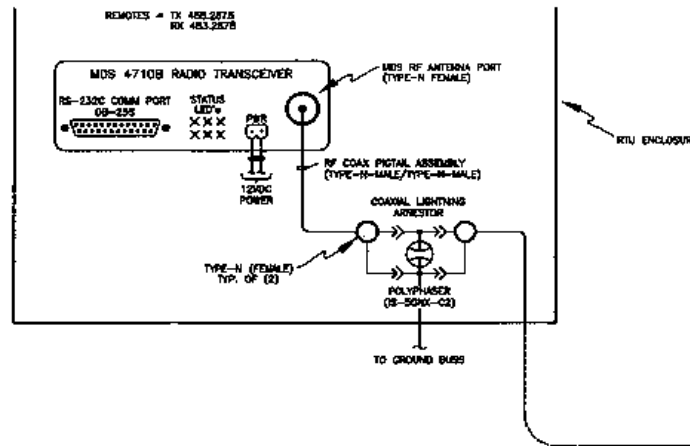 REMOTES = TX 468.2875
RX 463.2875
MDS 4710B RADIO TRANSCEIVER
RS-232C COMM PORT
DB-25S
STATUS
LED's
PWR
12VDC
POWER
MDS RF ANTENNA PORT
(TYPE-N FEMALE)
RTU ENCLOSUR
RF COAX PIGTAIL ASSEMBLY
(TYPE-N-MALE/TYPE-N-MALE)
COAXIAL LIGHTNING
ARRESTOR
TYPE-N (FEMALE)
TYP. OF (2)
POLYPHASER
(IS-50NX-C2)
TO GROUND BUSS